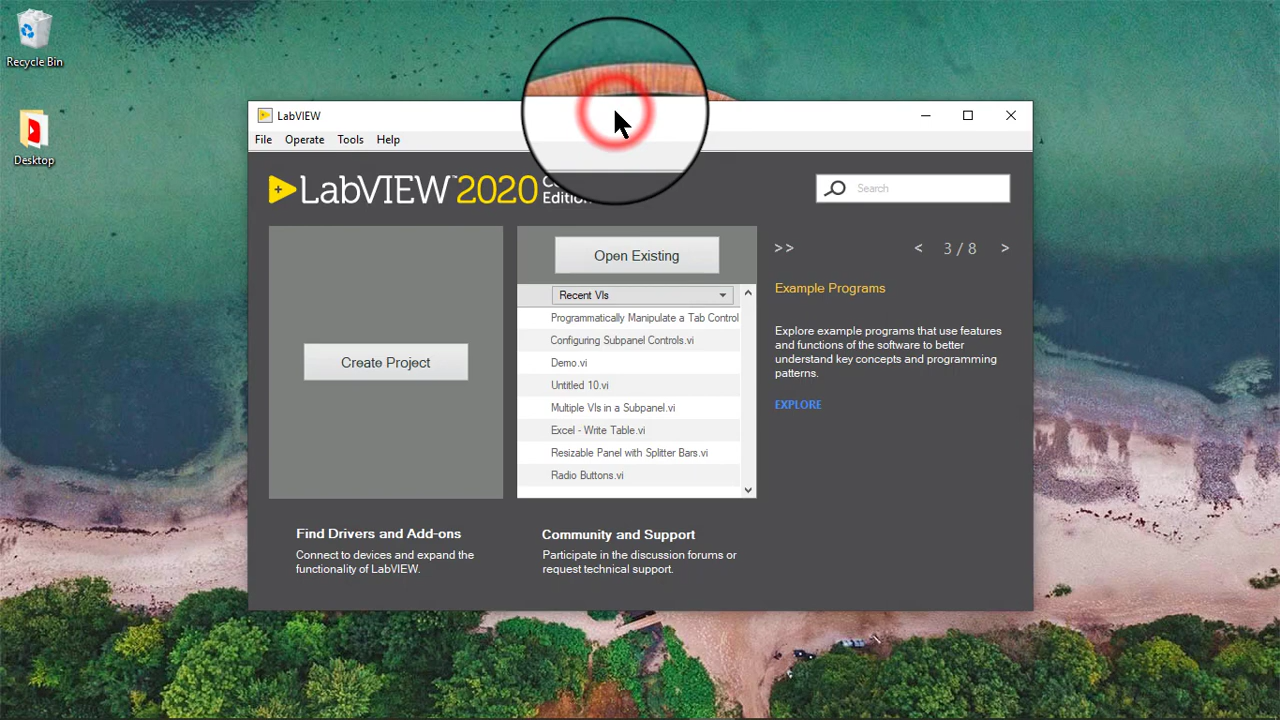 Recycle Bin
Desktop
LabVIEW
File Operate Tools Help
LabVIEW™ 2020
Edition
Search
Create Project
Open Existing
Recent VIs
Programmatically Manipulate a Tab Control
Configuring Subpanel Controls.vi
Demo.vi
Untitled 10.vi
Multiple VIs in a Subpanel.vi
Excel - Write Table.vi
Resizable Panel with Splitter Bars.vi
Radio Buttons.vi
>> < 3 / 8 >
Example Programs
Explore example programs that use features
and functions of the software to better
understand key concepts and programming
patterns.
EXPLORE
Find Drivers and Add-ons
Connect to devices and expand the
functionality of LabVIEW.
Community and Support
Participate in the discussion forums or
request technical support.